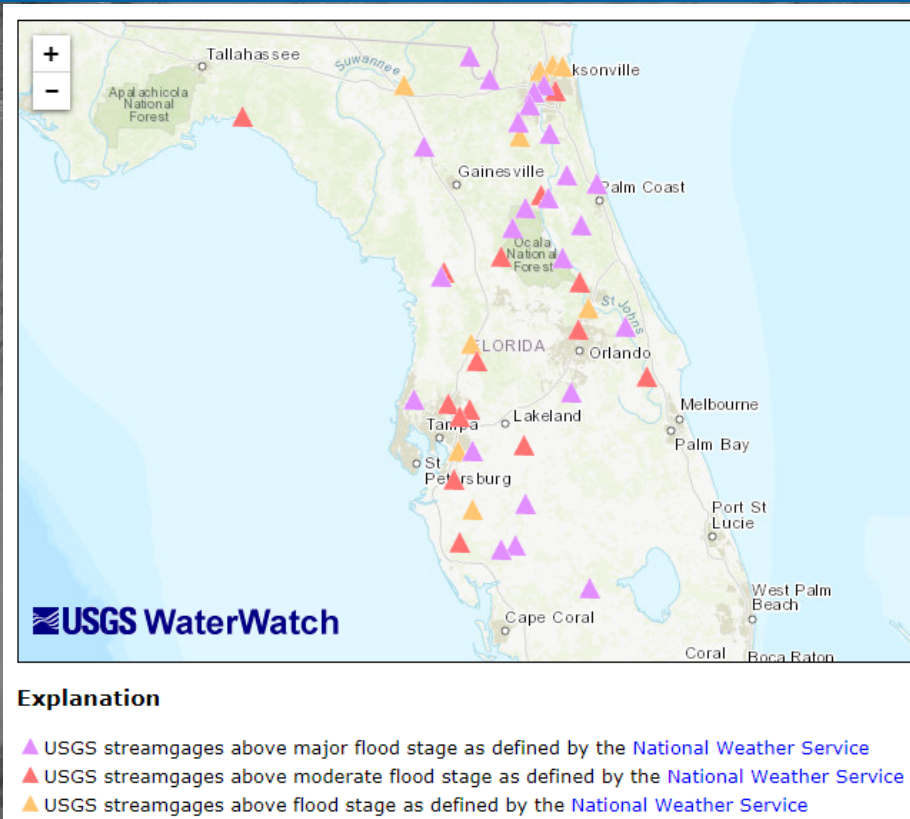 +
−
Tallahassee
Suwannee
ksonville
Apalachicola
National
Forest
Gainesville
Palm Coast
Ocala
National
Forest
St Johns
FLORIDA
Orlando
Melbourne
Lakeland
Tampa
Palm Bay
St
Petersburg
Port St
Lucie
West Palm
Beach
Cape Coral
USGS WaterWatch
Coral
Boca Raton
Explanation
USGS streamgages above major flood stage as defined by the National Weather Service
USGS streamgages above moderate flood stage as defined by the National Weather Service
USGS streamgages above flood stage as defined by the National Weather Service